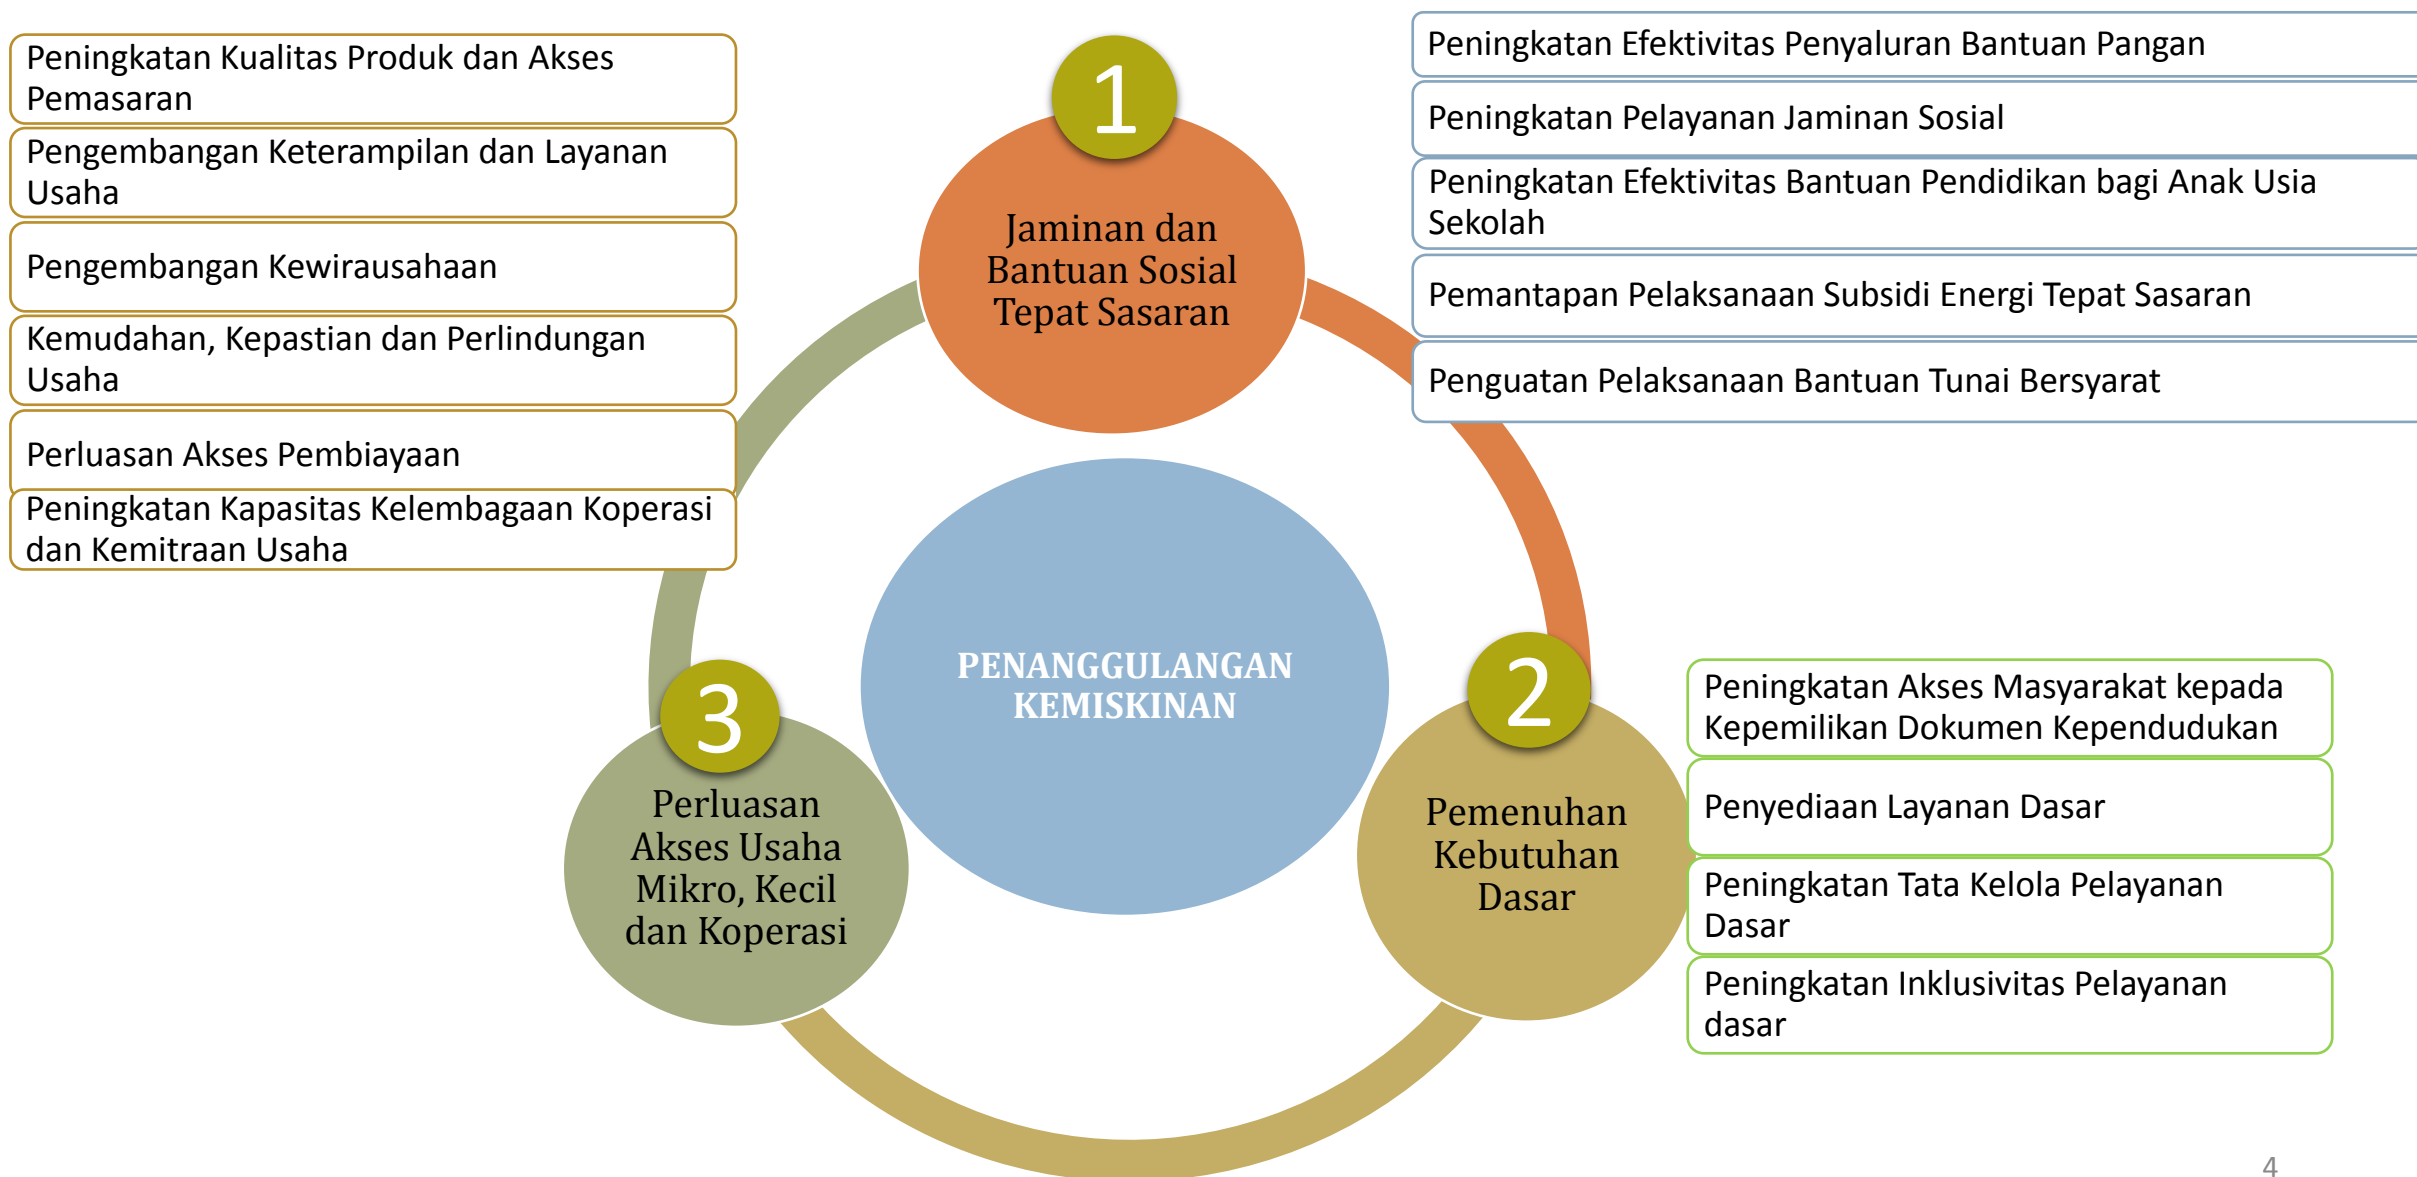 Peningkatan Kualitas Produk dan Akses
Pemasaran
Pengembangan Keterampilan dan Layanan
Usaha
Pengembangan Kewirausahaan
Kemudahan, Kepastian dan Perlindungan
Usaha
Perluasan Akses Pembiayaan
Peningkatan Kapasitas Kelembagaan Koperasi
dan Kemitraan Usaha
1
Jaminan dan
Bantuan Sosial
Tepat Sasaran
Peningkatan Efektivitas Penyaluran Bantuan Pangan
Peningkatan Pelayanan Jaminan Sosial
Peningkatan Efektivitas Bantuan Pendidikan bagi Anak Usia
Sekolah
Pemantapan Pelaksanaan Subsidi Energi Tepat Sasaran
Penguatan Pelaksanaan Bantuan Tunai Bersyarat
PENANGGULANGAN
KEMISKINAN
3
Perluasan
Akses Usaha
Mikro, Kecil
dan Koperasi
2
Pemenuhan
Kebutuhan
Dasar
Peningkatan Akses Masyarakat kepada
Kepemilikan Dokumen Kependudukan
Penyediaan Layanan Dasar
Peningkatan Tata Kelola Pelayanan
Dasar
Peningkatan Inklusivitas Pelayanan
dasar
4